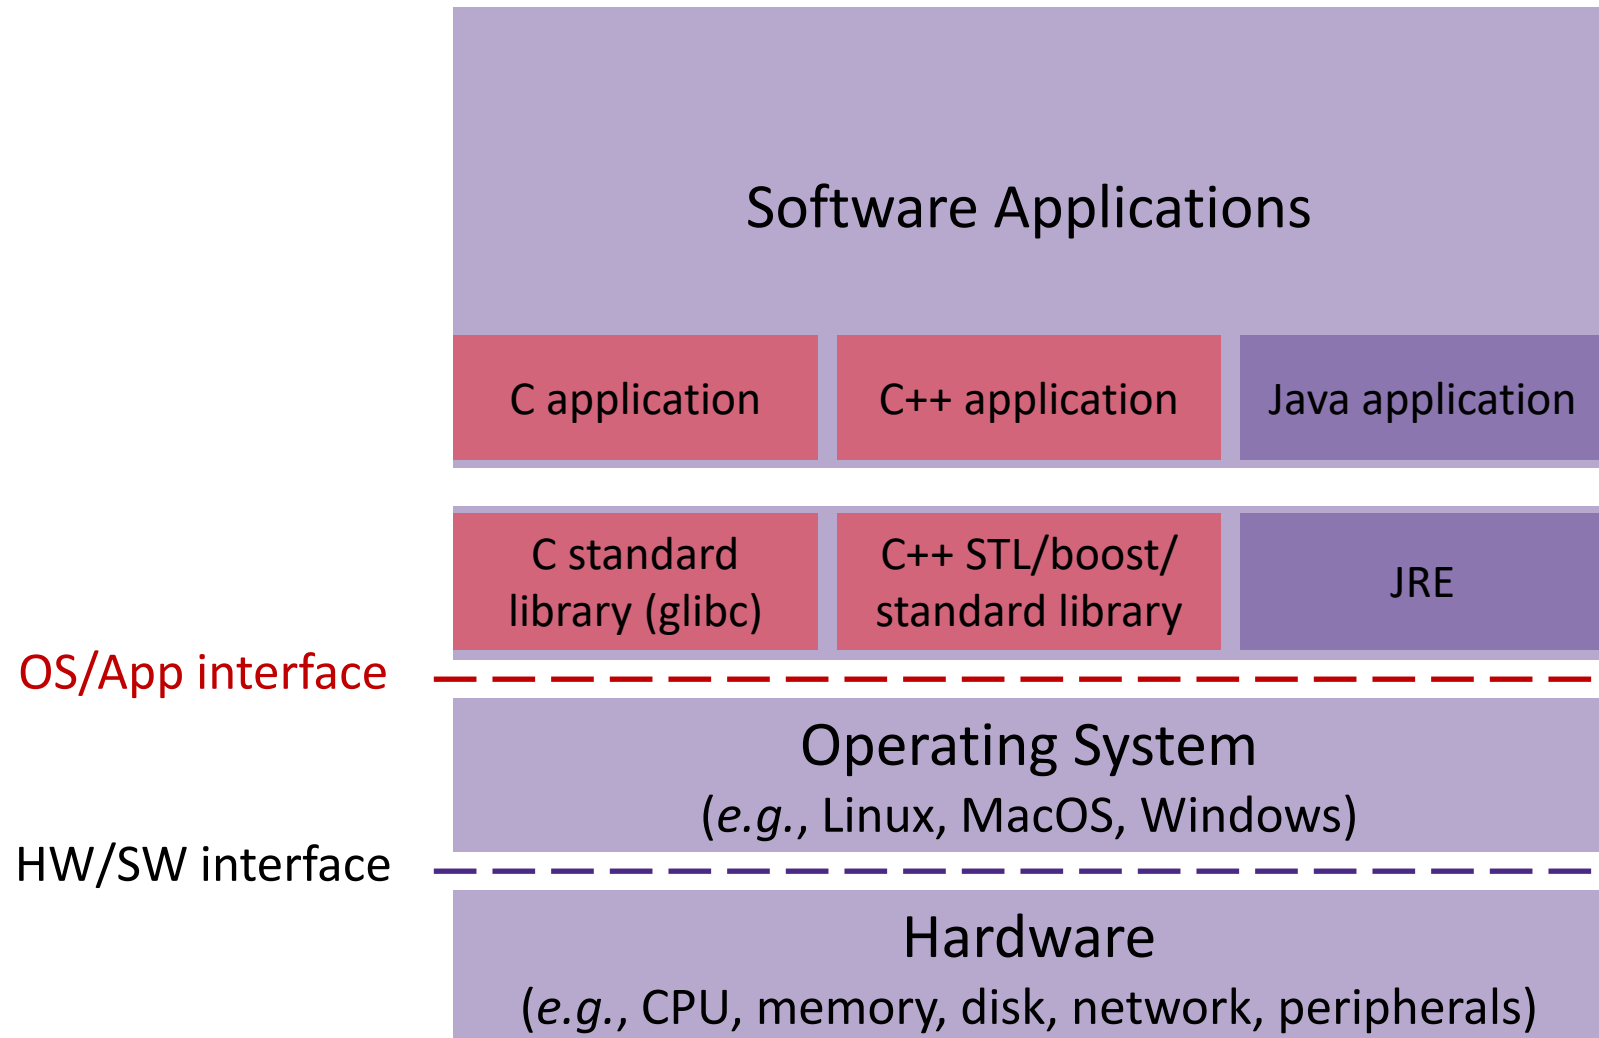 Software Applications
C application
C++ application
Java application
C standard
library (glibc)
C++ STL/boost/
standard library
JRE
OS/App interface
Operating System
(e.g., Linux, MacOS, Windows)
HW/SW interface
Hardware
(e.g., CPU, memory, disk, network, peripherals)